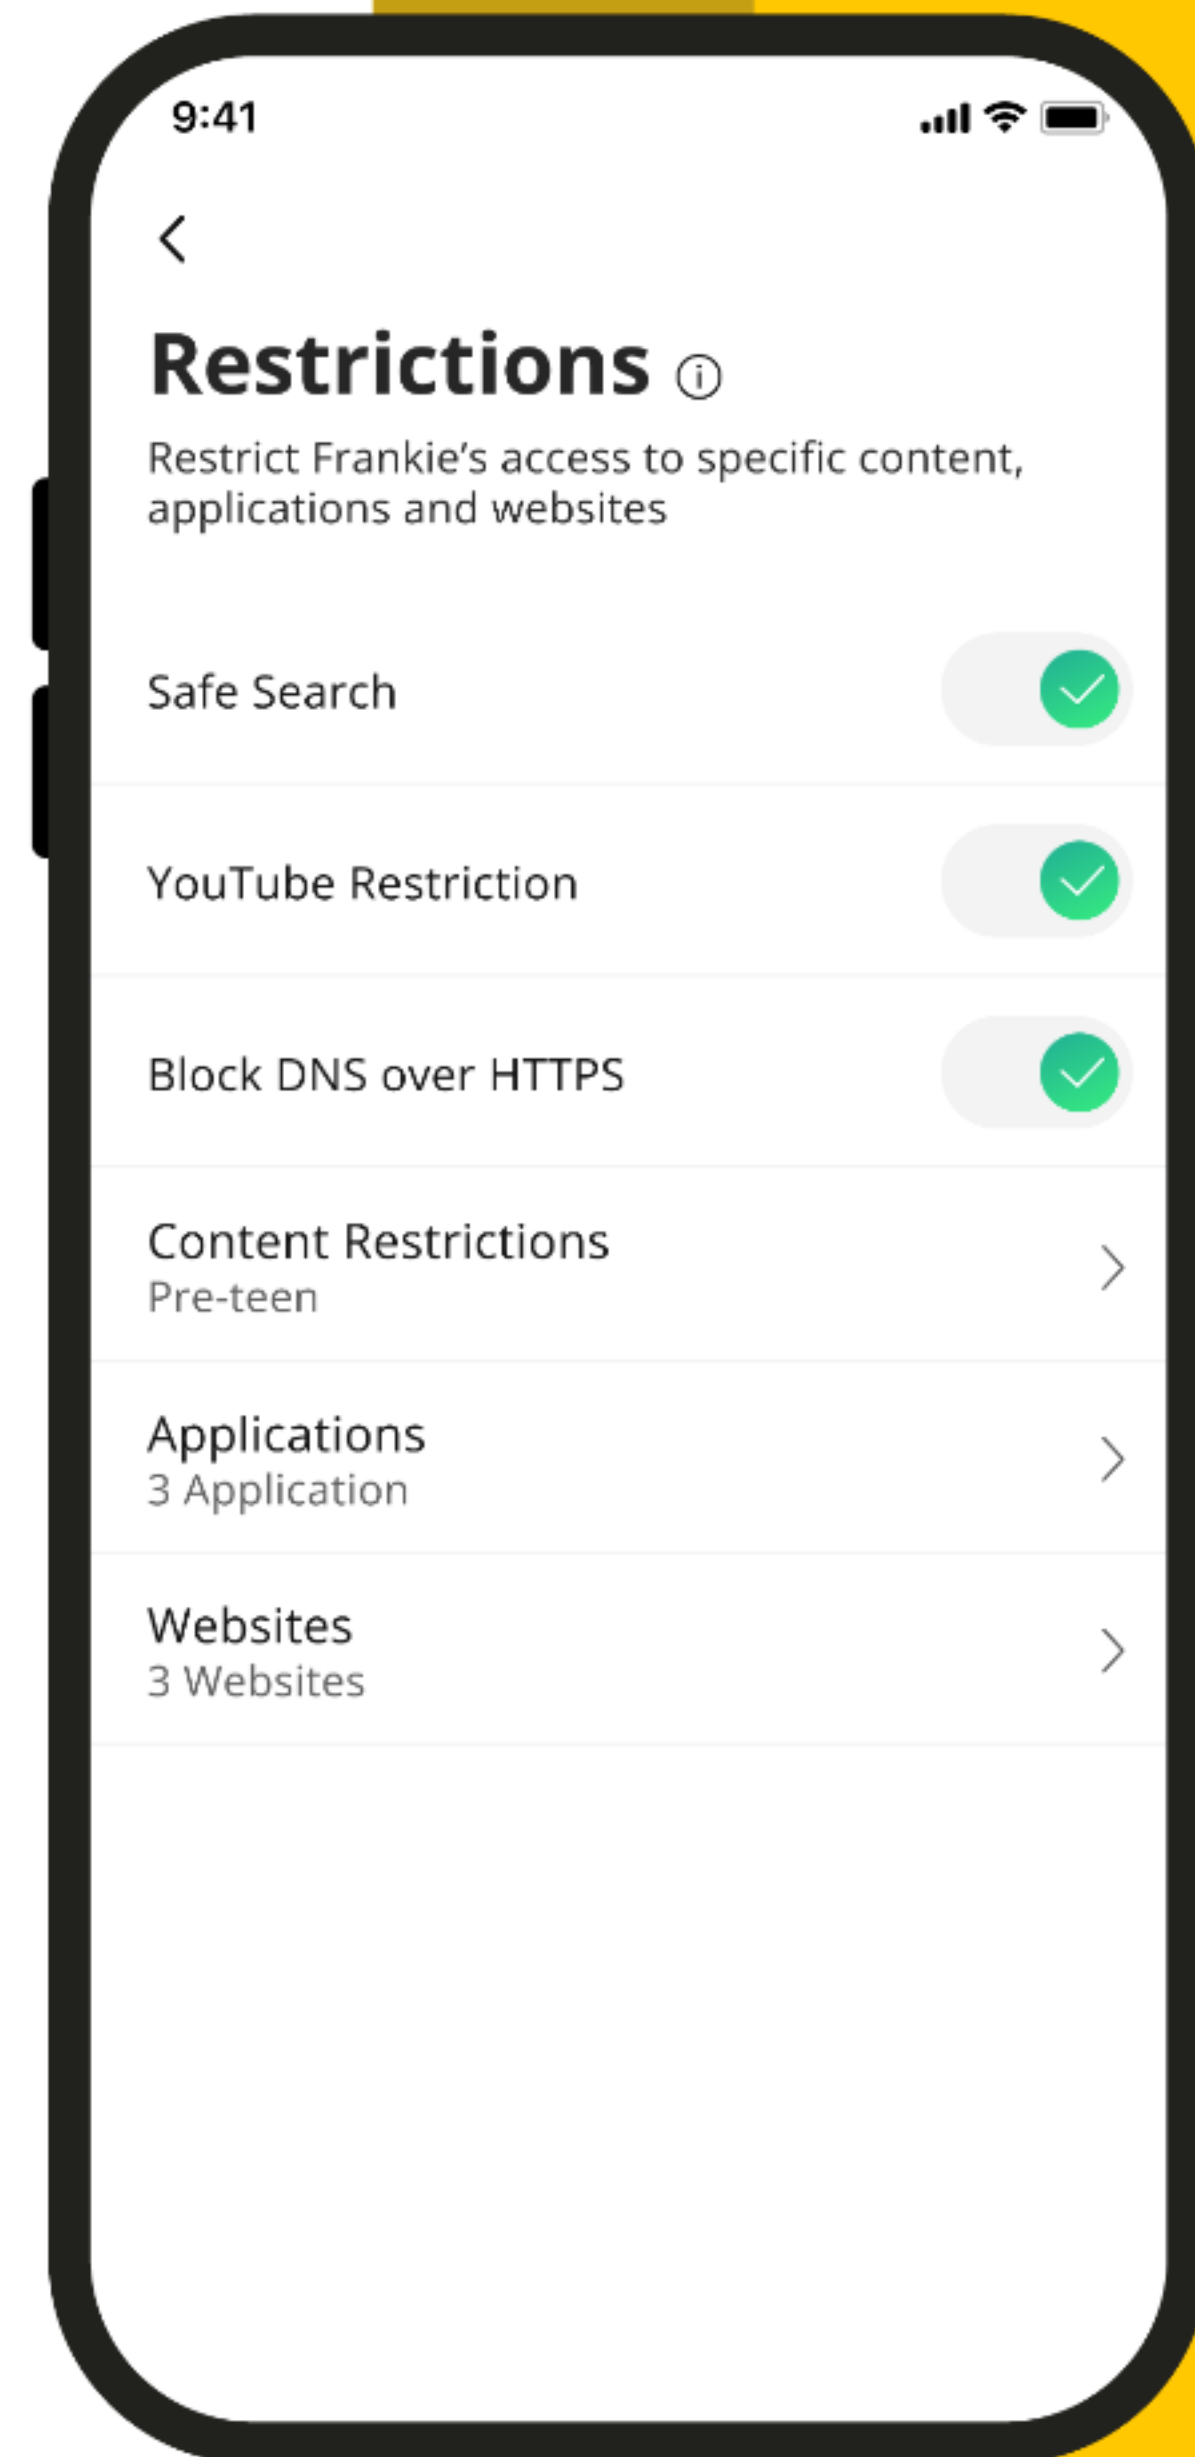 9:41
Restrictions
Restrict Frankie’s access to specific content,
applications and websites
Safe Search
YouTube Restriction
Block DNS over HTTPS
Content Restrictions
Pre-teen
Applications
3 Application
Websites
3 Websites